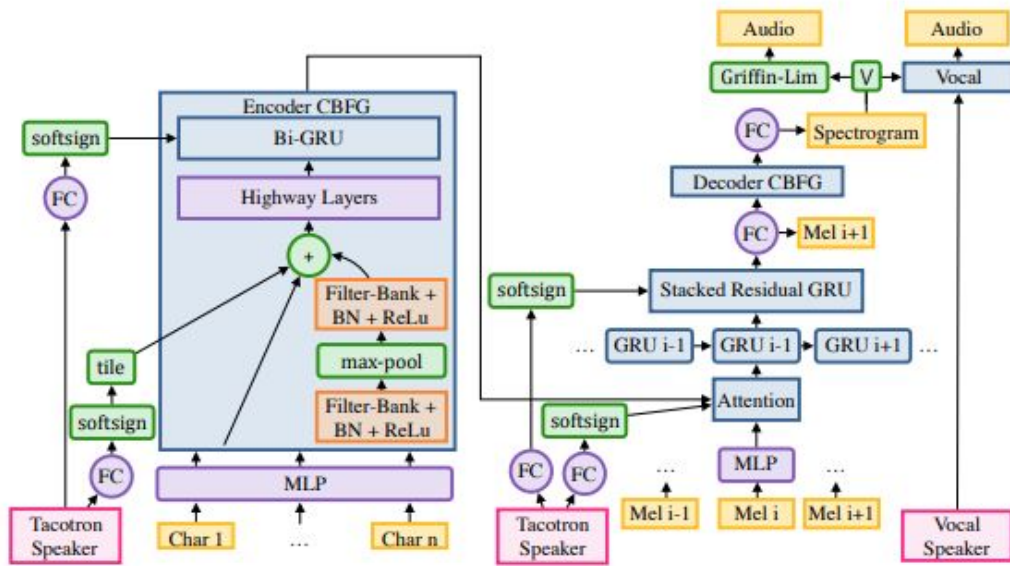 Audio
Audio
Griffin-Lim
V
Vocal
Encoder CBFG
softsign
Bi-GRU
FC
Spectrogram
FC
Highway Layers
Decoder CBFG
FC
Mel i+1
+
softsign
Stacked Residual GRU
Filter-Bank +
BN + ReLu
...
GRU i-1
GRU i-1
GRU i+1
...
tile
max-pool
softsign
Filter-Bank +
BN + ReLu
softsign
Attention
FC
MLP
FC
FC
...
MLP
...
Tacotron
Speaker
Char 1
...
Char n
Tacotron
Speaker
Mel i-1
Mel i
Mel i+1
Vocal
Speaker